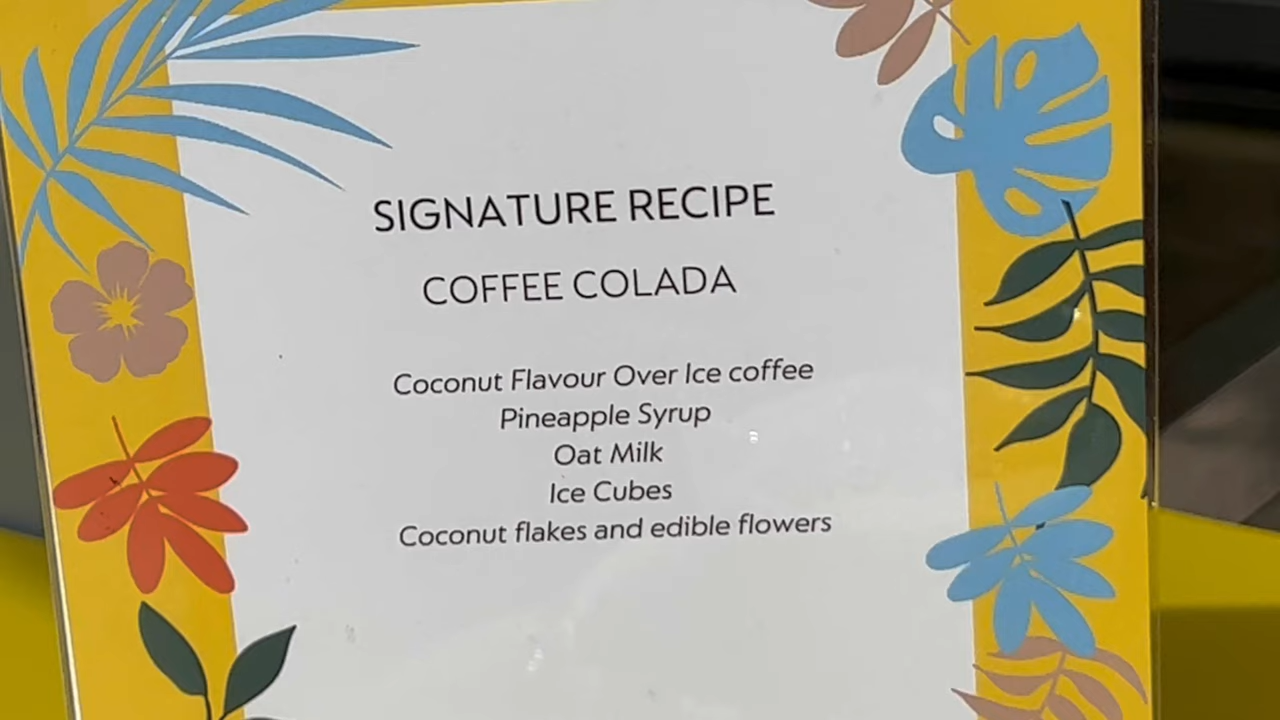 SIGNATURE RECIPE
COFFEE COLADA
Coconut Flavour Over Ice coffee
Pineapple Syrup
Oat Milk
Ice Cubes
Coconut flakes and edible flowers